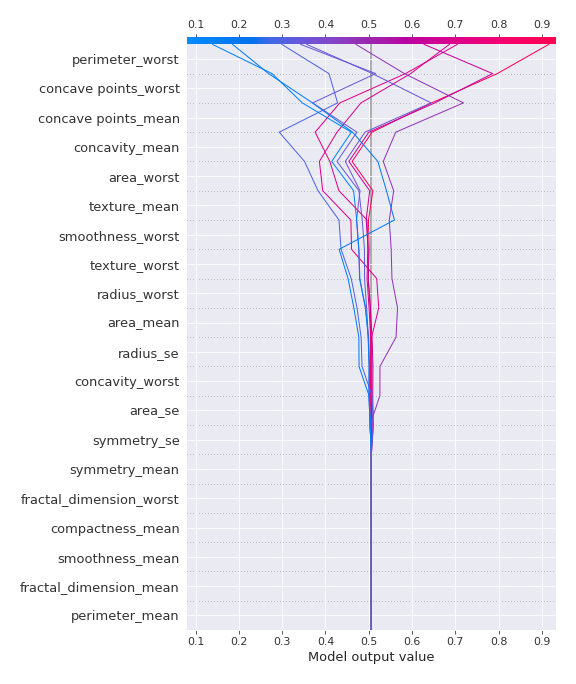 0.1 0.2 0.3 0.4 0.5 0.6 0.7 0.8 0.9
perimeter_worst
concave points_worst
concave points_mean
concavity_mean
area_worst
texture_mean
smoothness_worst
texture_worst
radius_worst
area_mean
radius_se
concavity_worst
area_se
symmetry_se
symmetry_mean
fractal_dimension_worst
compactness_mean
smoothness_mean
fractal_dimension_mean
perimeter_mean
0.1 0.2 0.3 0.4 0.5 0.6 0.7 0.8 0.9
Model output value